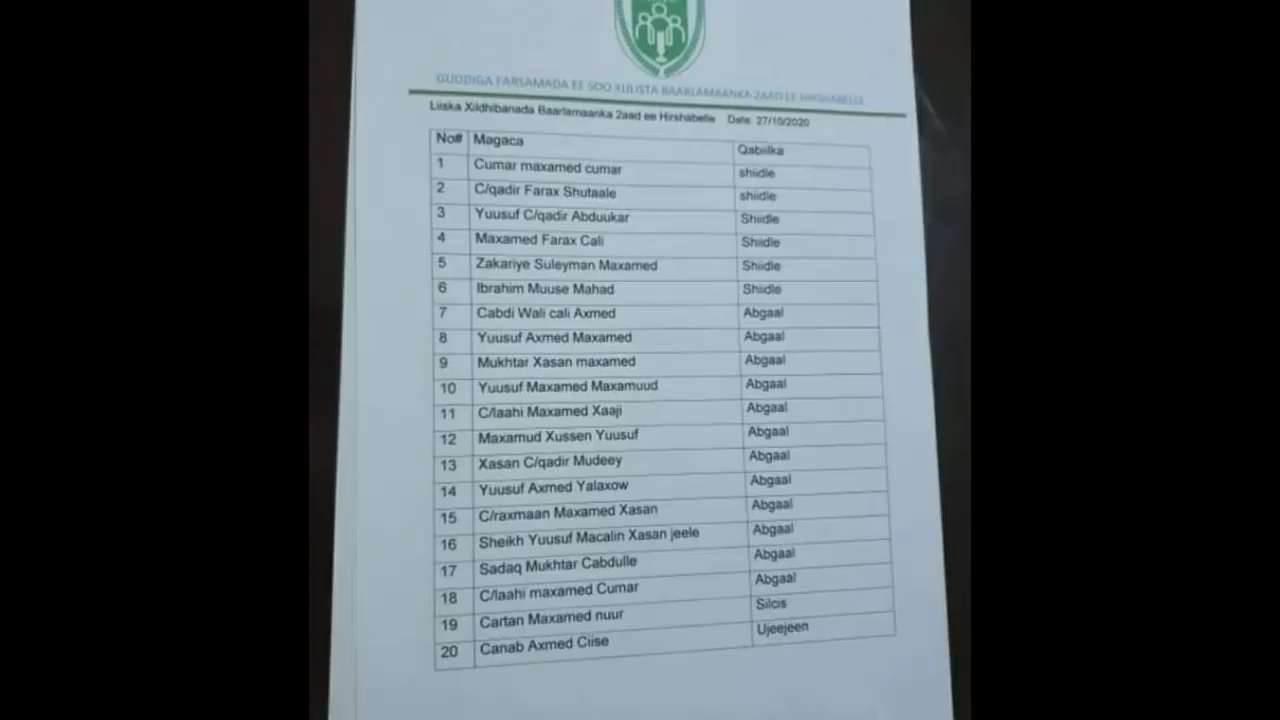 GUDDIGA FARSAMADA EE SOO XULISTA BAARLAMAANKA 2AAD EE HIRSHABELLE
Liiska Xildhibanada Baarlamaanka 2aad ee Hirshabelle Date: 27/10/2020
No# Magaca Qabiilka
1 Cumar maxamed cumar shiidle
2 C/qadir Farax Shutaale shiidle
3 Yuusuf C/qadir Abduukar Shiidle
4 Maxamed Farax Cali Shiidle
5 Zakariye Suleyman Maxamed Shiidle
6 Ibrahim Muuse Mahad Shiidle
7 Cabdi Wali cali Axmed Abgaal
8 Yuusuf Axmed Maxamed Abgaal
9 Mukhtar Xasan maxamed Abgaal
10 Yuusuf Maxamed Maxamuud Abgaal
11 C/laahi Maxamed Xaaji Abgaal
12 Maxamud Xussen Yuusuf Abgaal
13 Xasan C/qadir Mudeey Abgaal
14 Yuusuf Axmed Yalaxow Abgaal
15 C/raxmaan Maxamed Xasan Abgaal
16 Sheikh Yuusuf Macalin Xasan jeele Abgaal
17 Sadaq Mukhtar Cabdulle Abgaal
18 C/laahi maxamed Cumar Abgaal
19 Cartan Maxamed nuur Silcis
20 Canab Axmed Ciise Ujeejeen